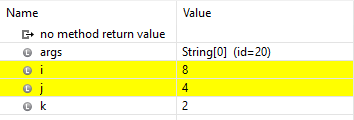 Name Value
no method return value
args String[0] (id=20)
i 8
j 4
k 2